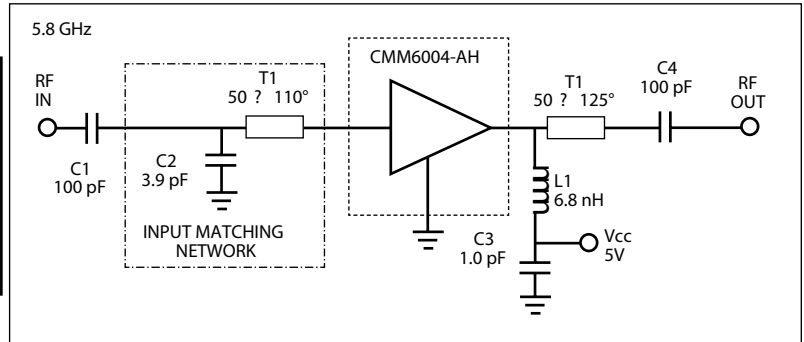 5.8 GHz
RF
IN
C1
100 pF
C2
3.9 pF
T1
50 ? 110°
INPUT MATCHING
NETWORK
CMM6004-AH
T1
50 ? 125°
C4
100 pF
RF
OUT
L1
6.8 nH
C3
1.0 pF
Vcc
5V